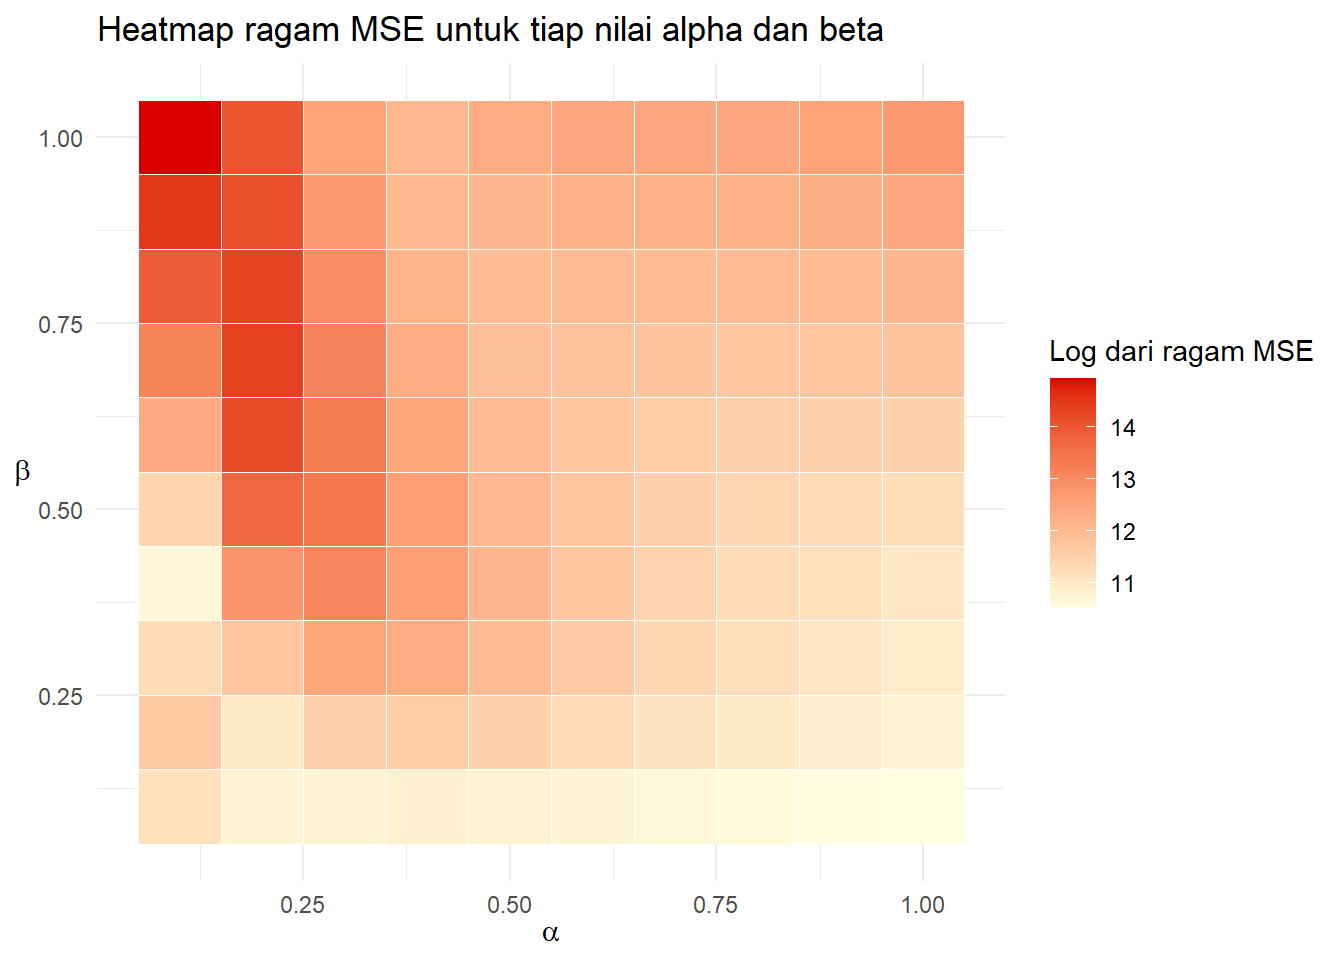 Heatmap ragam MSE untuk tiap nilai alpha dan beta
1.00
0.75
0.50
0.25
β
0.25 0.50 0.75 1.00
α
Log dari ragam MSE
14
13
12
11